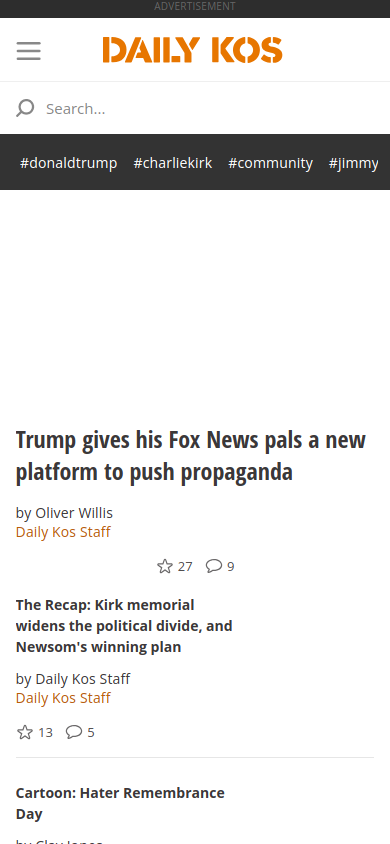 ADVERTISEMENT
DAILY KOS
Search...
#donaldtrump #charliekirk #community #jimmy
Trump gives his Fox News pals a new
platform to push propaganda
by Oliver Willis
Daily Kos Staff
27 9
The Recap: Kirk memorial
widens the political divide, and
Newsom's winning plan
by Daily Kos Staff
Daily Kos Staff
13 5
Cartoon: Hater Remembrance
Day
by Clay Jones